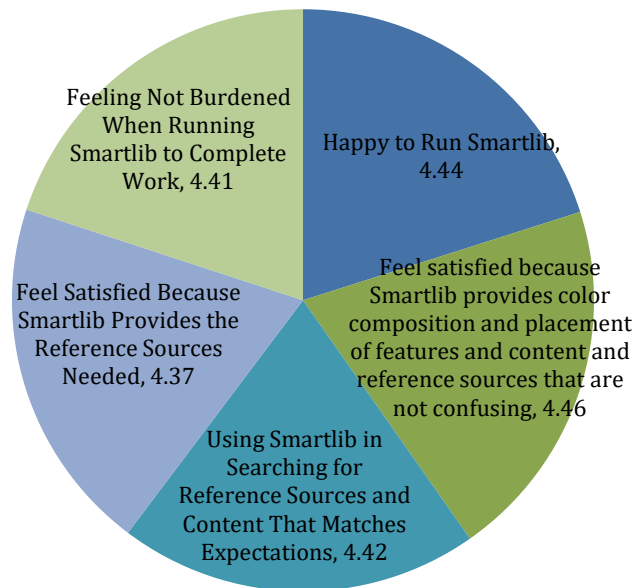 Feeling Not Burdened
When Running
Smartlib to Complete
Work, 4.41
Happy to Run Smartlib,
4.44
Feel satisfied because
Smartlib provides color
composition and placement
of features and content and
reference sources that are
not confusing, 4.46
Feel Satisfied Because
Smartlib Provides the
Reference Sources
Needed, 4.37
Using Smartlib in
Searching for
Reference Sources and
Content That Matches
Expectations, 4.42